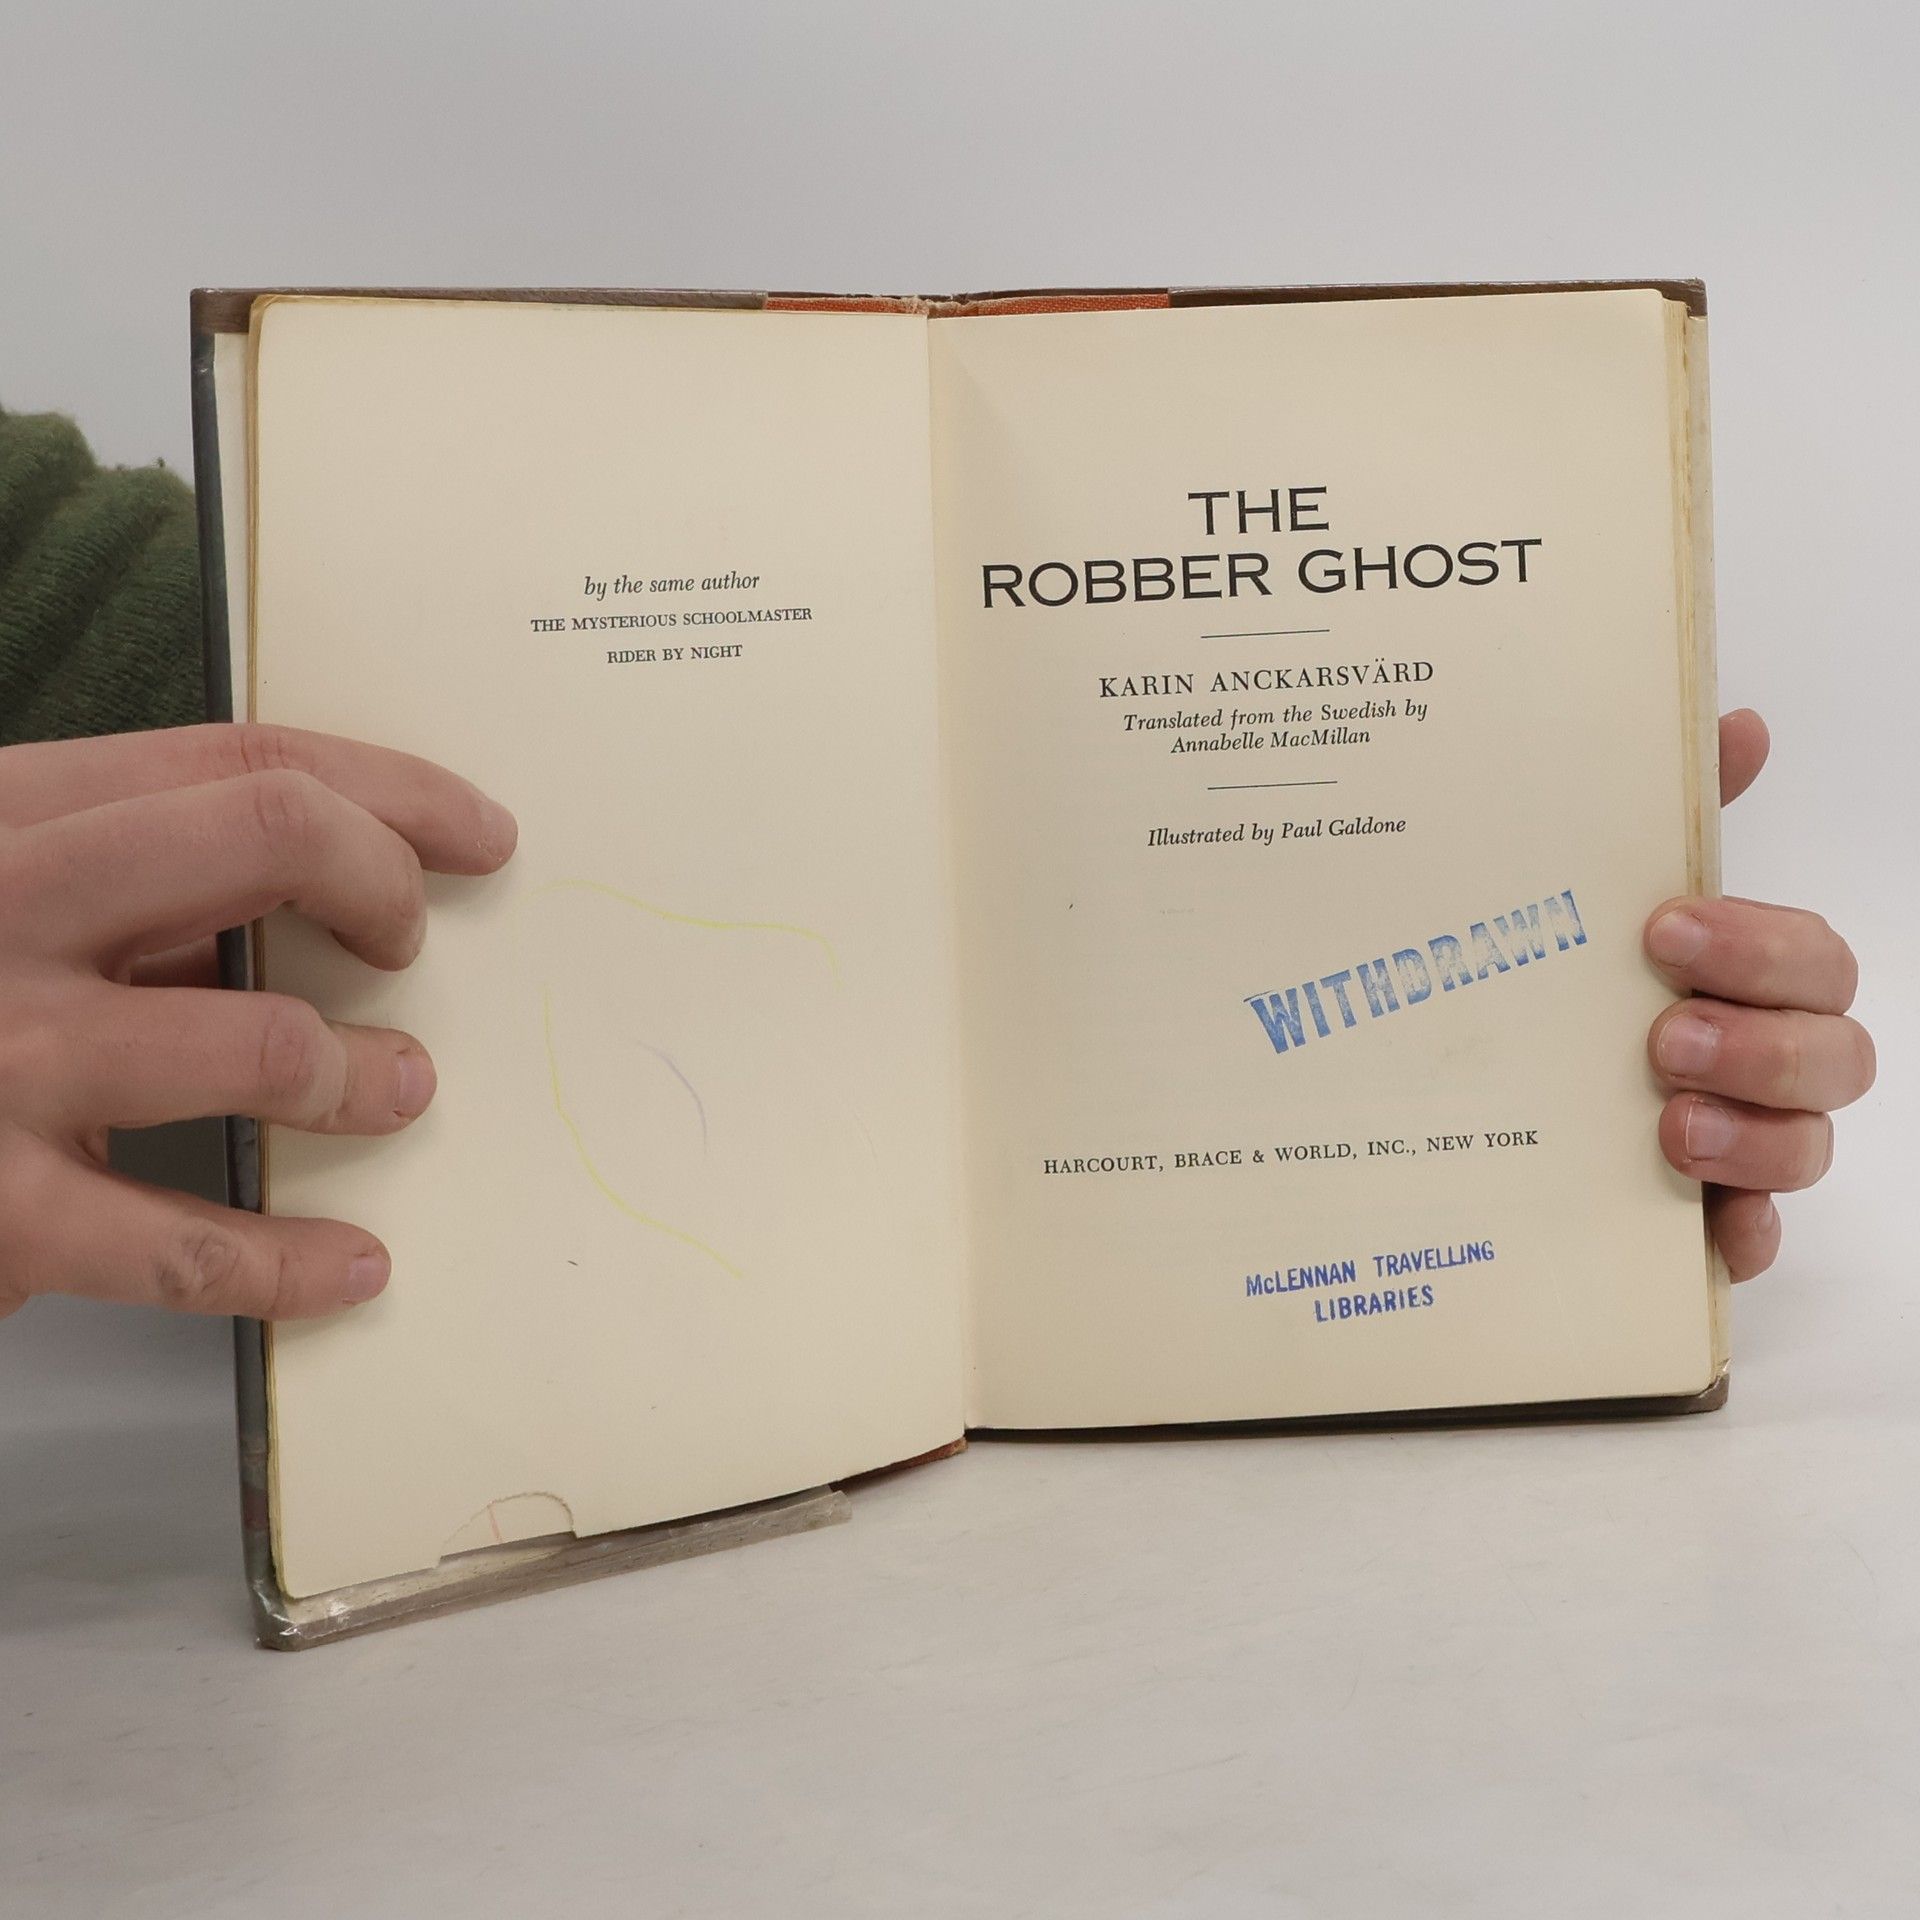 by the same author
THE MYSTERIOUS SCHOOLMASTER
RIDER BY NIGHT
THE
ROBBER GHOST
KARIN ANCKARSVÄRD
Translated from the Swedish by
Annabelle MacMillan
Illustrated by Paul Galdone
WITHDRAWN
HARCOURT, BRACE & WORLD, INC., NEW YORK
McLENNAN TRAVELLING
LIBRARIES